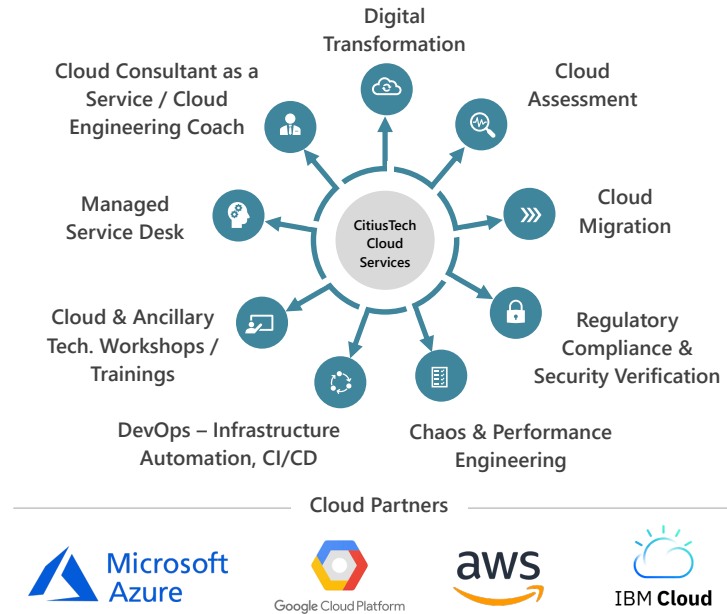 Digital
Transformation
Cloud Consultant as a
Service / Cloud
Engineering Coach
Cloud
Assessment
Managed
Service Desk
CitiusTech
Cloud
Services
Cloud
Migration
Cloud & Ancillary
Tech. Workshops /
Trainings
Regulatory
Compliance &
Security Verification
DevOps – Infrastructure
Automation, CI/CD
Chaos & Performance
Engineering
Cloud Partners
Microsoft
Azure
Google Cloud Platform
aws
IBM Cloud